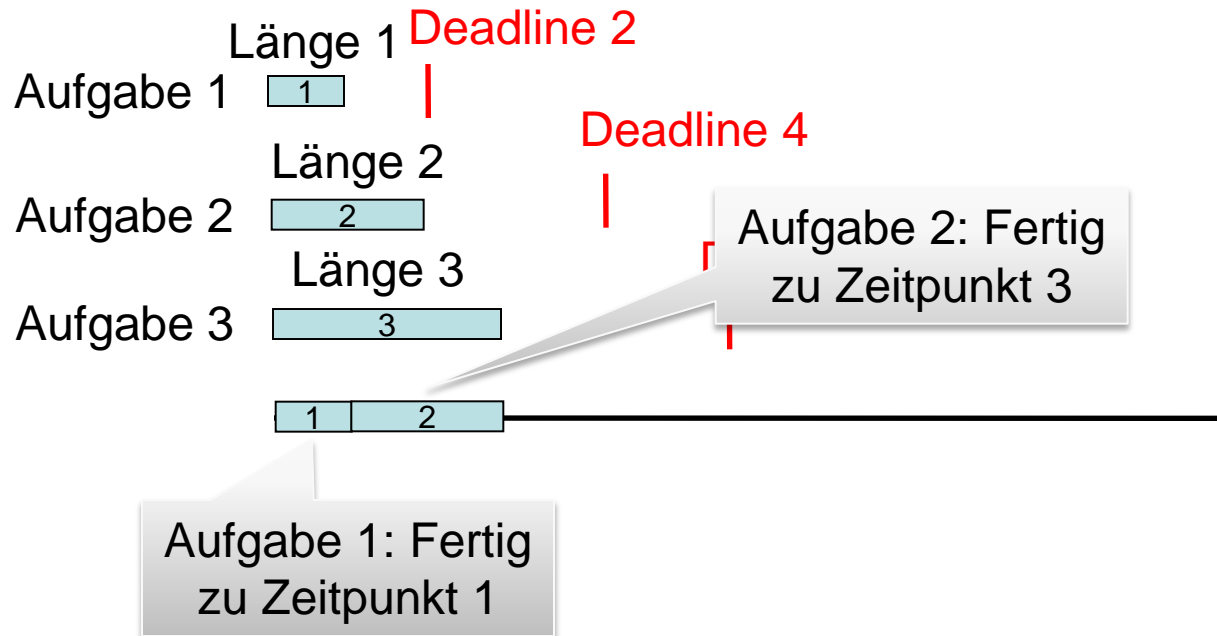 Länge 1
Deadline 2
Aufgabe 1
1
Deadline 4
Länge 2
Aufgabe 2
2
Aufgabe 2: Fertig
zu Zeitpunkt 3
Länge 3
Aufgabe 3
3
1
2
Aufgabe 1: Fertig
zu Zeitpunkt 1